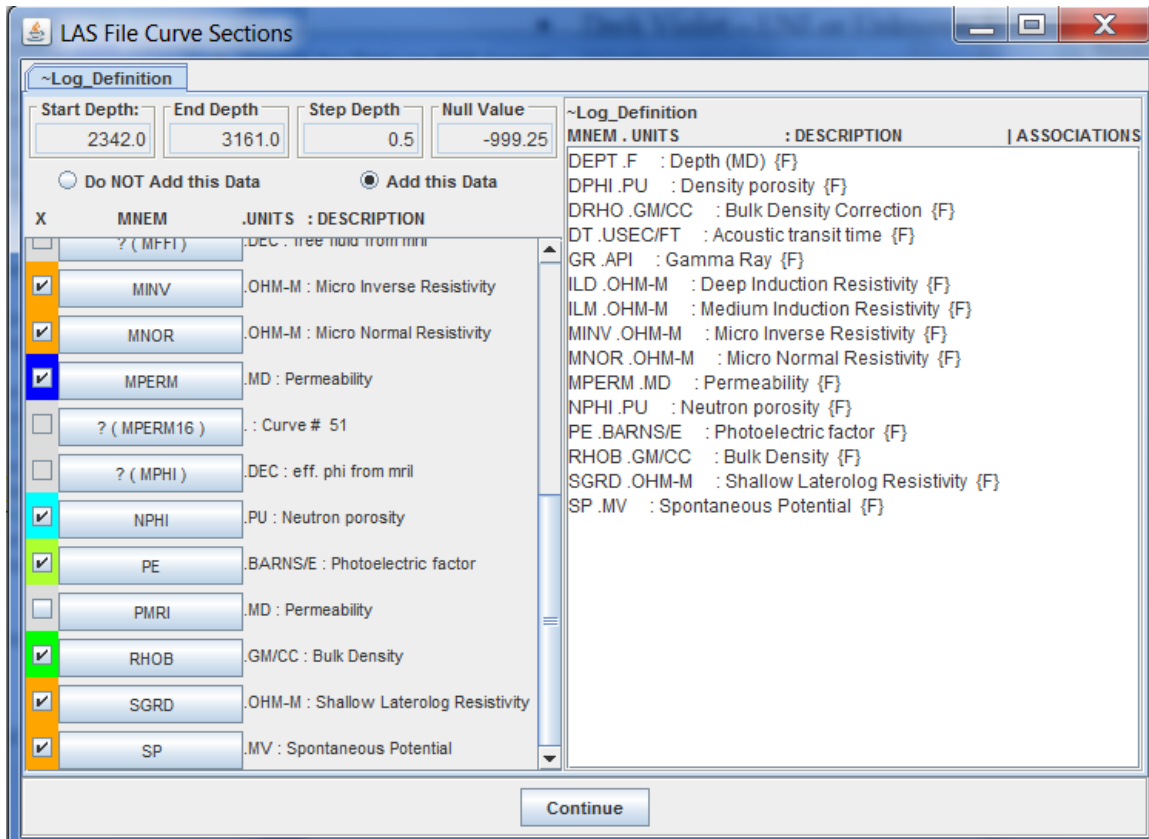 Dark Violet - UNI or Unknown
LAS File Curve Sections
~Log_Definition
Start Depth: End Depth Step Depth Null Value
2342.0 3161.0 0.5 -999.25
Do NOT Add this Data Add this Data
X MNEM .UNITS : DESCRIPTION
? ( MFFI ) .DEC : free fluid from mril
MINV .OHM-M : Micro Inverse Resistivity
MNOR .OHM-M : Micro Normal Resistivity
MPERM .MD : Permeability
? ( MPERM16 ) . : Curve # 51
? ( MPHI ) .DEC : eff. phi from mril
NPHI .PU : Neutron porosity
PE .BARNS/E : Photoelectric factor
PMRI .MD : Permeability
RHOB .GM/CC : Bulk Density
SGRD .OHM-M : Shallow Laterolog Resistivity
SP .MV : Spontaneous Potential
~Log_Definition
MNEM . UNITS : DESCRIPTION | ASSOCIATIONS
DEPT .F : Depth (MD) {F}
DPHI .PU : Density porosity {F}
DRHO .GM/CC : Bulk Density Correction {F}
DT .USEC/FT : Acoustic transit time {F}
GR .API : Gamma Ray {F}
ILD .OHM-M : Deep Induction Resistivity {F}
ILM .OHM-M : Medium Induction Resistivity {F}
MINV .OHM-M : Micro Inverse Resistivity {F}
MNOR .OHM-M : Micro Normal Resistivity {F}
MPERM .MD : Permeability {F}
NPHI .PU : Neutron porosity {F}
PE .BARNS/E : Photoelectric factor {F}
RHOB .GM/CC : Bulk Density {F}
SGRD .OHM-M : Shallow Laterolog Resistivity {F}
SP .MV : Spontaneous Potential {F}
Continue